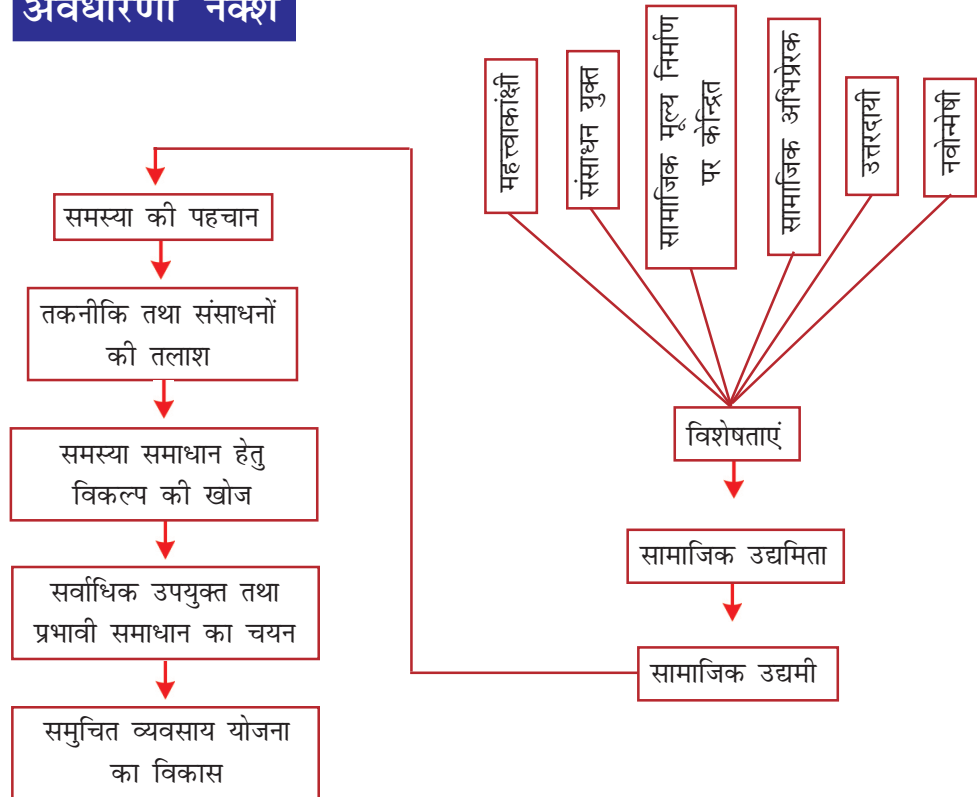 अवधारणा नक्शे
महत्त्वाकांक्षी
संसाधन युक्त
सामाजिक मूल्य निर्माण
पर केन्द्रित
सामाजिक अभिप्रेरक
उत्तरदायी
नवोन्मेषी
समस्या की पहचान
तकनीकि तथा संसाधनों
की तलाश
समस्या समाधान हेतु
विकल्प की खोज
सर्वाधिक उपयुक्त तथा
प्रभावी समाधान का चयन
समुचित व्यवसाय योजना
का विकास
विशेषताएं
सामाजिक उद्यमिता
सामाजिक उद्यमी